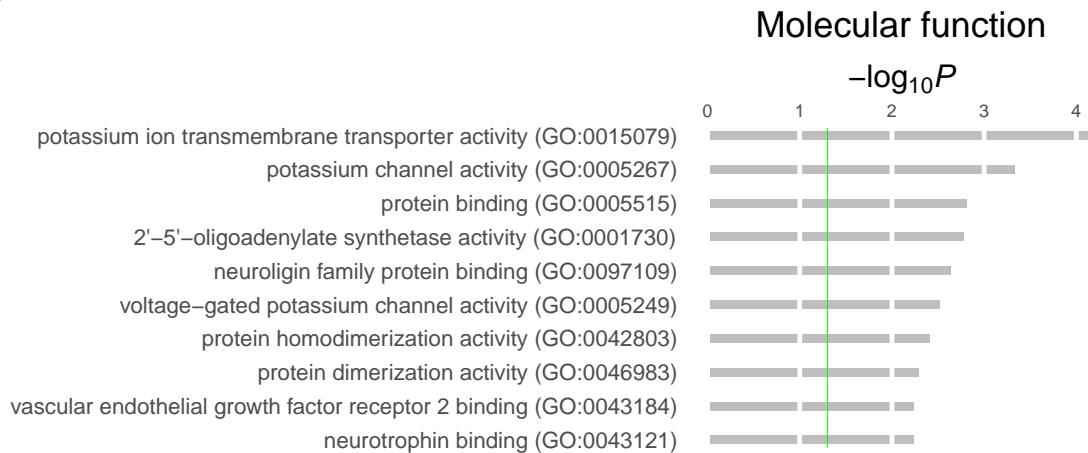 Molecular function
−log10P
0 1 2 3 4
potassium ion transmembrane transporter activity (GO:0015079)
potassium channel activity (GO:0005267)
protein binding (GO:0005515)
2'−5'−oligoadenylate synthetase activity (GO:0001730)
neuroligin family protein binding (GO:0097109)
voltage−gated potassium channel activity (GO:0005249)
protein homodimerization activity (GO:0042803)
protein dimerization activity (GO:0046983)
vascular endothelial growth factor receptor 2 binding (GO:0043184)
neurotrophin binding (GO:0043121)